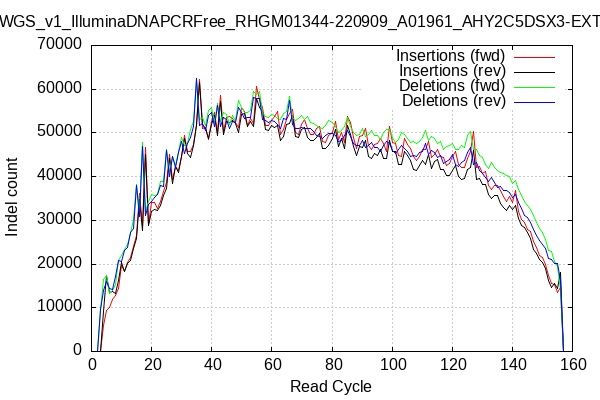 WGS_v1_IlluminaDNAPCRFree_RHGM01344-220909_A01961_AHY2C5DSX3-EXT
Insertions (fwd)
Insertions (rev)
Deletions (fwd)
Deletions (rev)
70000
60000
50000
40000
30000
20000
10000
0
Indel count
0 20 40 60 80 100 120 140 160
Read Cycle